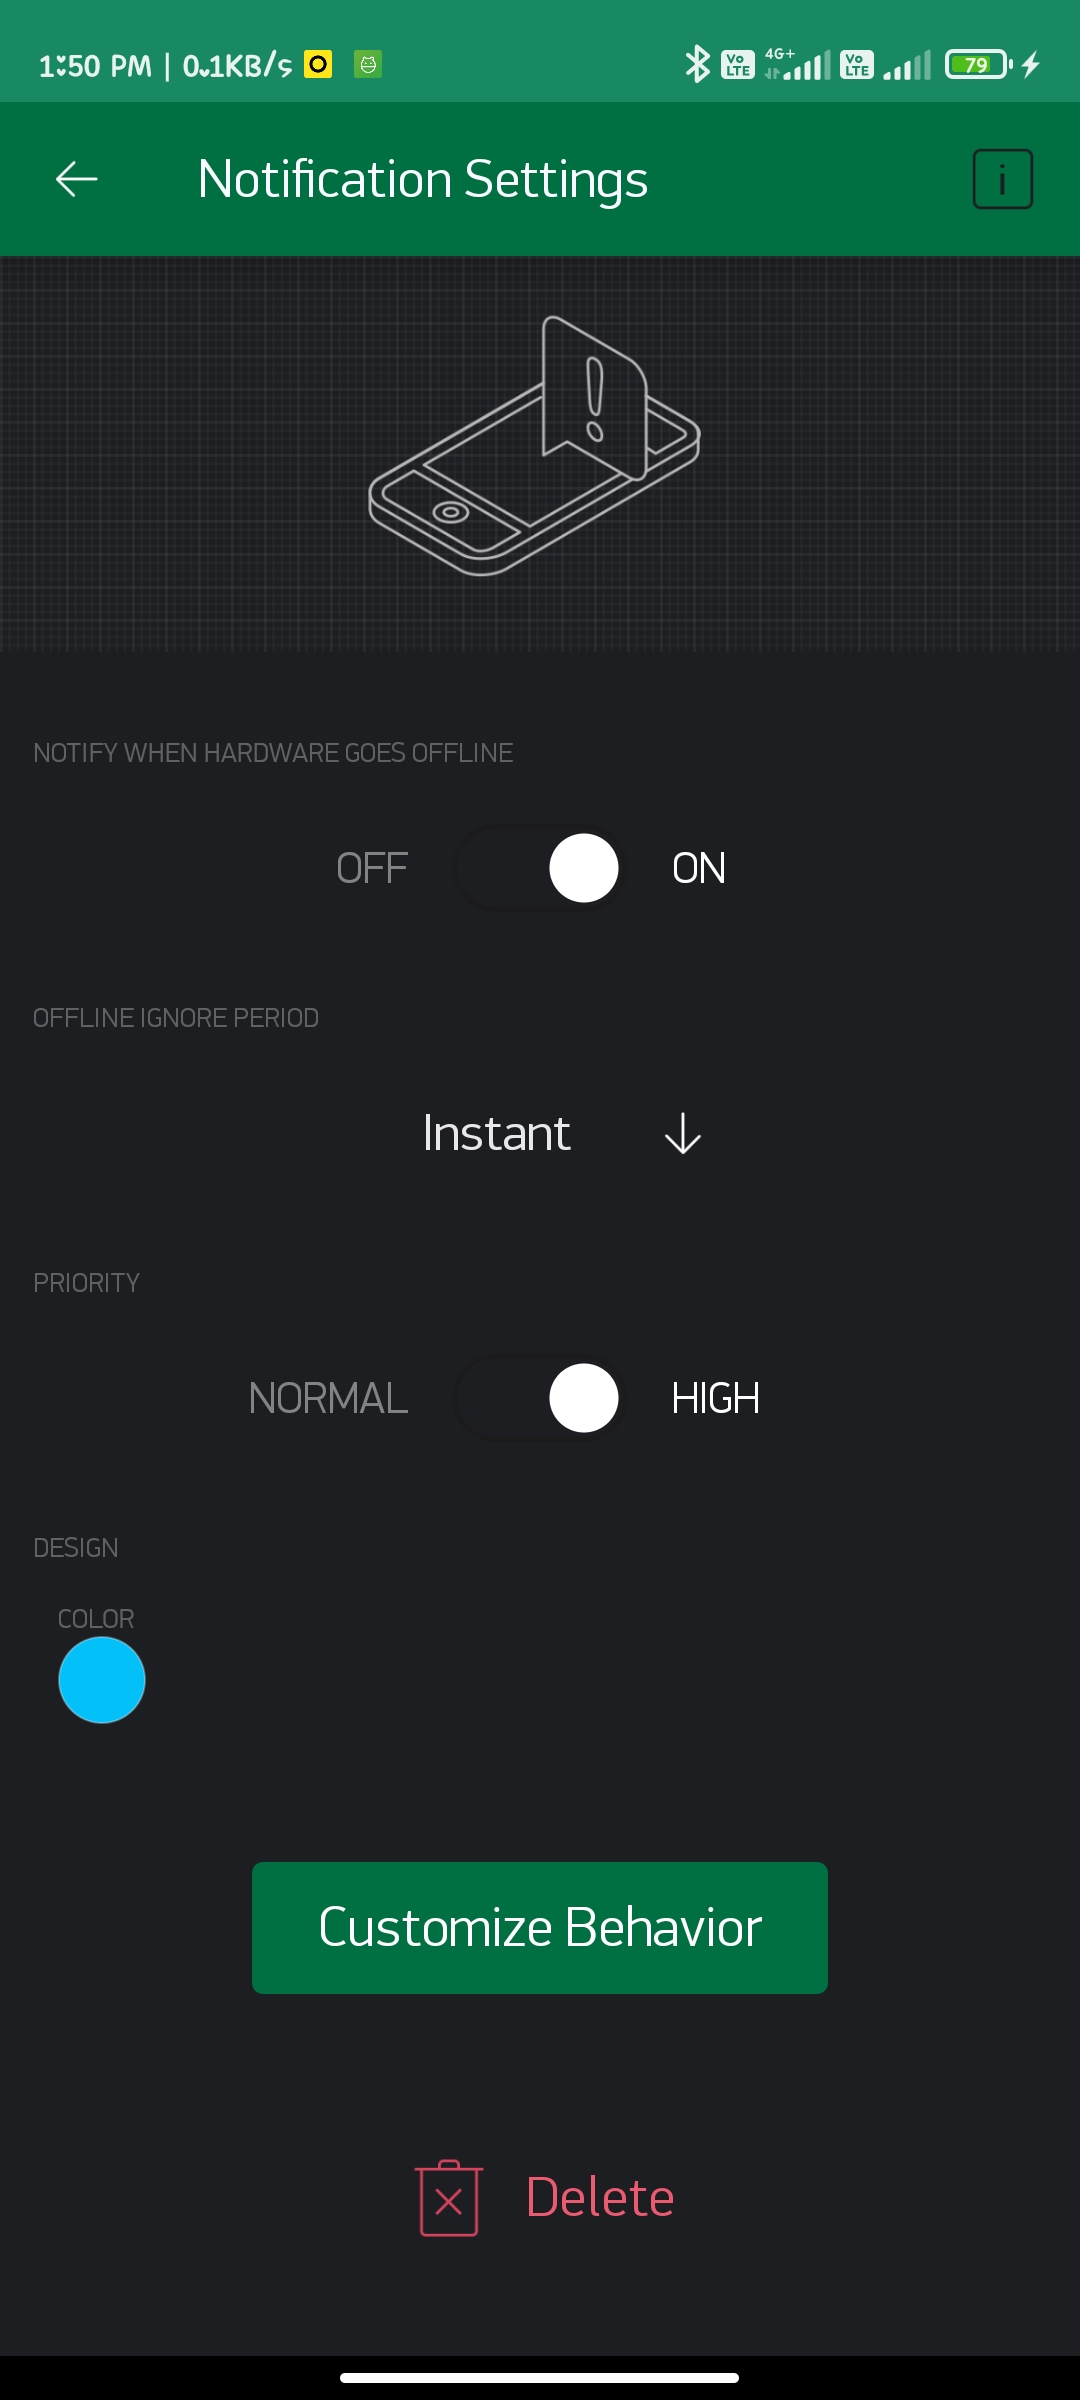 1:50 PM | 0.1KB/s Vo LTE 4G+ Vo LTE 79
Notification Settings
i
!
NOTIFY WHEN HARDWARE GOES OFFLINE
OFF ON
OFFLINE IGNORE PERIOD
Instant
PRIORITY
NORMAL HIGH
DESIGN
COLOR
Customize Behavior
Delete